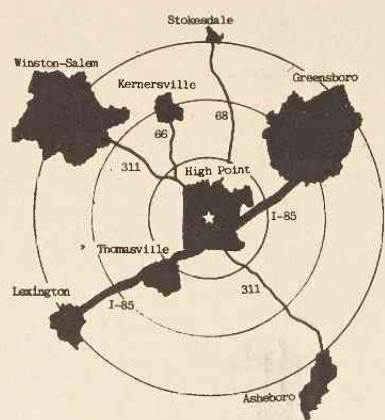 Stokesdale
Winston-Salem
Kernersville
Greensboro
66
68
311
High Point
I-85
Thomasville
Lexington
I-85
311
Asheboro